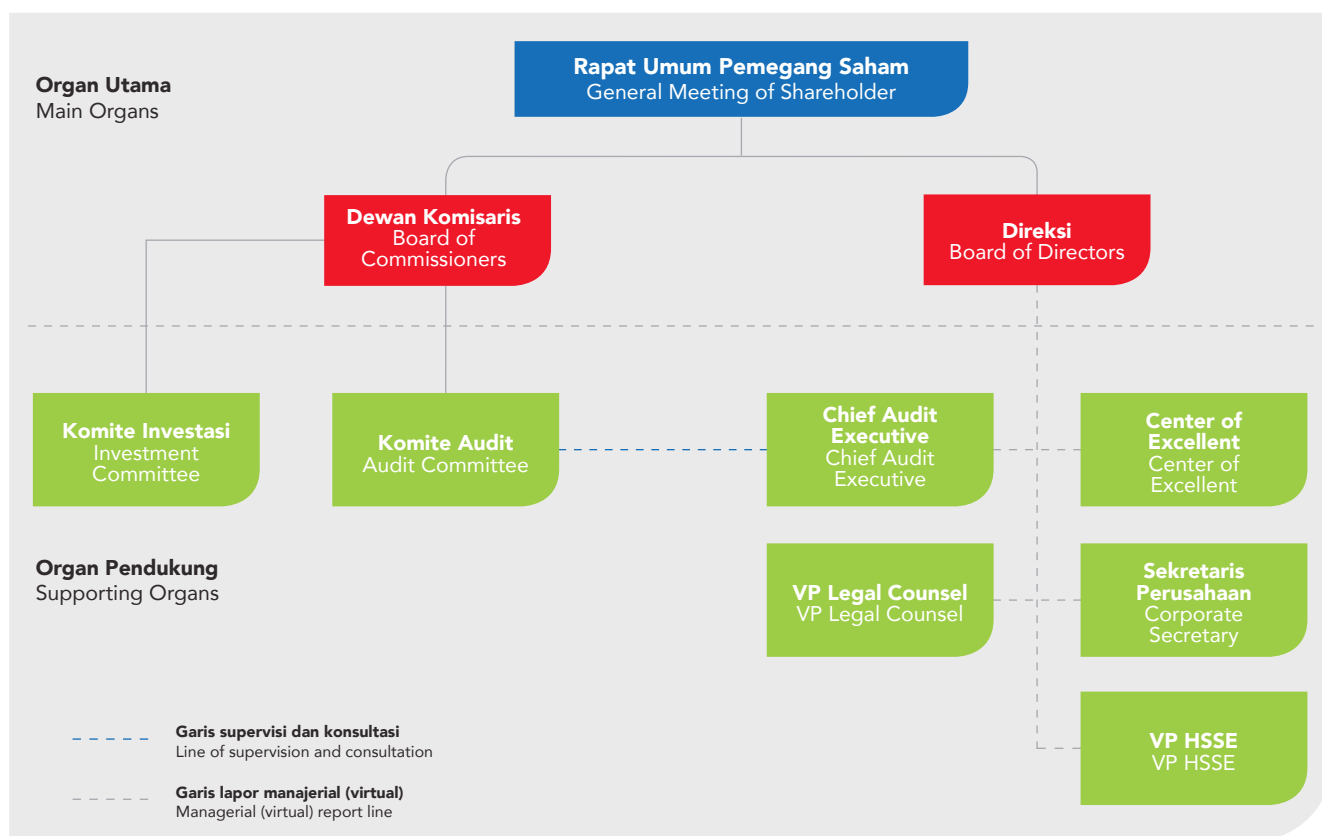 Organ Utama
Main Organs
Rapat Umum Pemegang Saham
General Meeting of Shareholder
Dewan Komisaris
Board of
Commissioners
Direksi
Board of Directors
Komite Investasi
Investment
Committee
Komite Audit
Audit Committee
Chief Audit
Executive
Chief Audit
Executive
Center of
Excellent
Center of
Excellent
Organ Pendukung
Supporting Organs
VP Legal Counsel
VP Legal Counsel
Sekretaris
Perusahaan
Corporate
Secretary
VP HSSE
VP HSSE
Garis supervisi dan konsultasi
Line of supervision and consultation
Garis lapor manajerial (virtual)
Managerial (virtual) report line